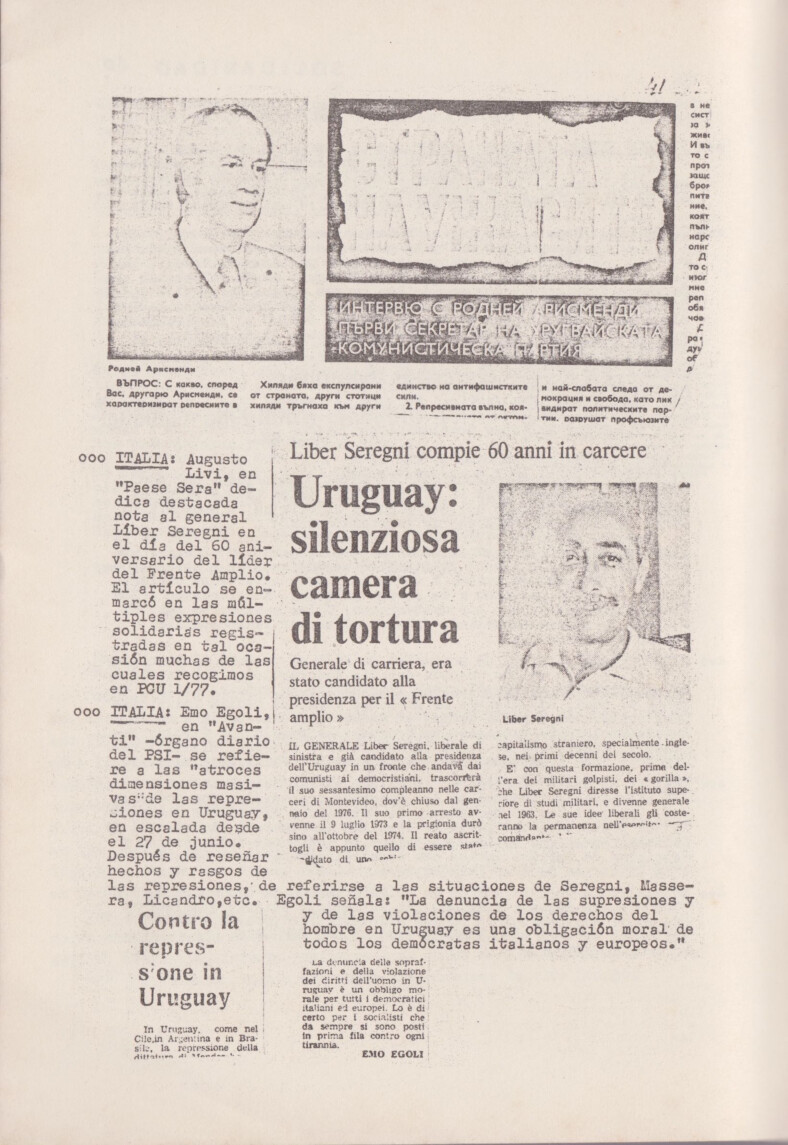 41
СТРАНАТА
ИНТЕРВЮ С РОДНЕЙ АРИСМЕНДИ
ПЪРВИ СЕКРЕТАР НА УРУГВАЙСКАТА
КОМУНИСТИЧЕСКА ПАРТИЯ
Родней Арисменди
ВЪПРОС: С какво, според
Вас, другарю Арисменди, се
характеризират репресиите в
Хиляди бяха експулсирани
от страната, други стотици
хиляди тръгнаха към други
единство на антифашистките
сили.
2. Репресивната вълна, коя-
и най-слабата следа от де-
мокрация и свобода, като лик
видират политическите пар-
тии, разрушат профсъюзите
ooo ITALIA: Augusto
Livi, en
"Paese Sera" de-
dica destacada
nota al general
Líber Seregni en
el día del 60 ani-
versario del líder
del Frente Amplio.
El artículo se en-
marcó en las múl-
tiples expresiones
solidarias regis-
tradas en tal oca-
sión muchas de las
cuales recogimos
en PCU 1/77.
Liber Seregni compie 60 anni in carcere
Uruguay:
silenziosa
camera
di tortura
Generale di carriera, era
stato candidato alla
presidenza per il « Frente
amplio »
Liber Seregni
IL GENERALE Liber Seregni, liberale di
sinistra e già candidato alla presidenza
dell'Uruguay in un fronte che andava dai
comunisti ai democristiani, trascorrerà
il suo sessantesimo compleanno nelle car-
ceri di Montevideo, dov'è chiuso dal gen-
naio del 1976. Il suo primo arresto av-
venne il 9 luglio 1973 e la prigionia durò
sino all'ottobre del 1974. Il reato ascrit-
togli è appunto quello di essere stato
didato di una
capitalismo straniero, specialmente ingle-
se, nei primi decenni del secolo.
E' con questa formazione, prima del-
l'era dei militari golpisti, dei « gorilla »,
che Liber Seregni diresse l'istituto supe-
riore di studi militari, e divenne generale
nel 1963. Le sue idee liberali gli coste-
ranno la permanenza nell'esercito:
comandante
ooo ITALIA: Emo Egoli,
en "Avan-
ti" -órgano diario
del PSI- se refie-
re a las "atroces
dimensiones masi-
vas"de las repre-
siones en Uruguay,
en escalada desde
el 27 de junio.
Después de reseñar
hechos y rasgos de
las represiones, de referirse a las situaciones de Seregni, Masse-
ra, Licandro,etc. Egoli señala: "La denuncia de las supresiones y
y de las violaciones de los derechos del
hombre en Uruguay es una obligación moral de
todos los demócratas italianos y europeos."
Contro la
repres-
sione in
Uruguay
In Uruguay, come nel
Cile,in Argentina e in Bra-
sile, la repressione della
La denuncia delle sopraf-
fazioni e della violazione
dei diritti dell'uomo in U-
ruguay è un obbligo mo-
rale per tutti i democratici
italiani ed europei. Lo è di
certo per i socialisti che
da sempre si sono posti
in prima fila contro ogni
tirannia.
EMO EGOLI